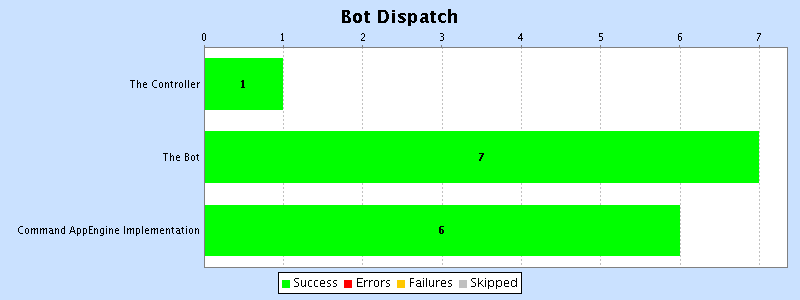 Bot Dispatch
0 1 2 3 4 5 6 7
The Controller 1
The Bot 7
Command AppEngine Implementation 6
Success Errors Failures Skipped